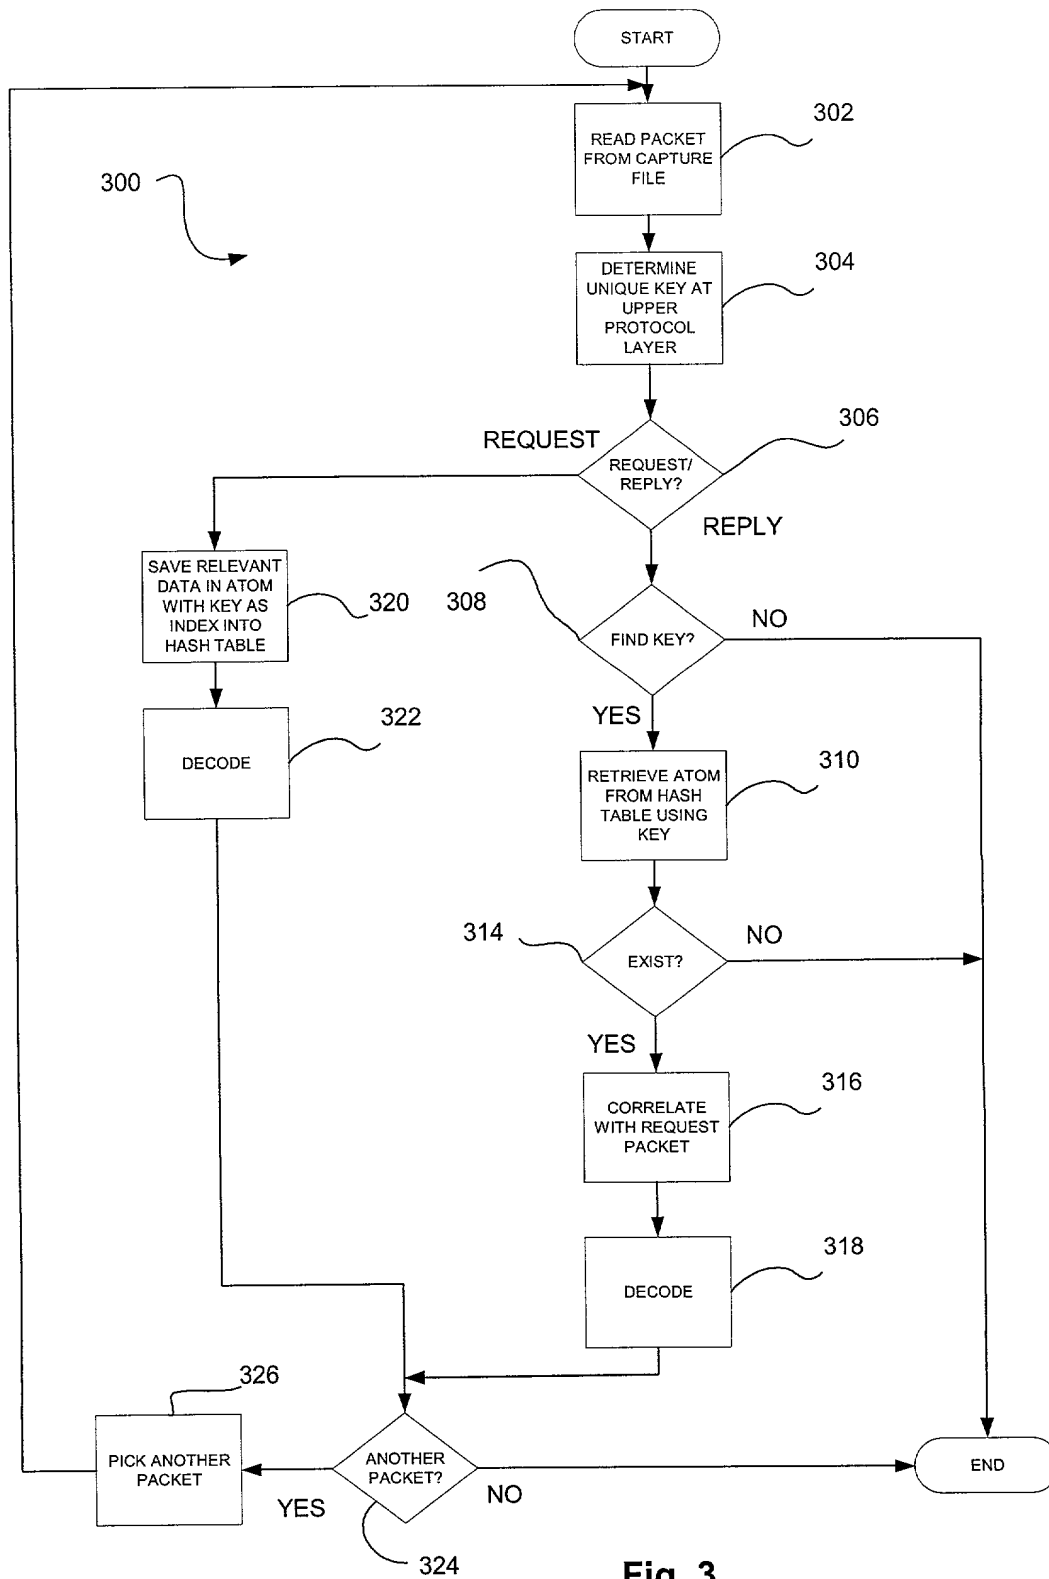 START
READ PACKET
FROM CAPTURE
FILE
302
300
DETERMINE
UNIQUE KEY AT
UPPER
PROTOCOL
LAYER
304
REQUEST
REQUEST/
REPLY?
306
REPLY
SAVE RELEVANT
DATA IN ATOM
WITH KEY AS
INDEX INTO
HASH TABLE
320
308
FIND KEY?
NO
YES
DECODE
322
RETRIEVE ATOM
FROM HASH
TABLE USING
KEY
310
314
EXIST?
NO
YES
CORRELATE
WITH REQUEST
PACKET
316
DECODE
318
326
PICK ANOTHER
PACKET
YES
ANOTHER
PACKET?
NO
324
END
Fig. 3